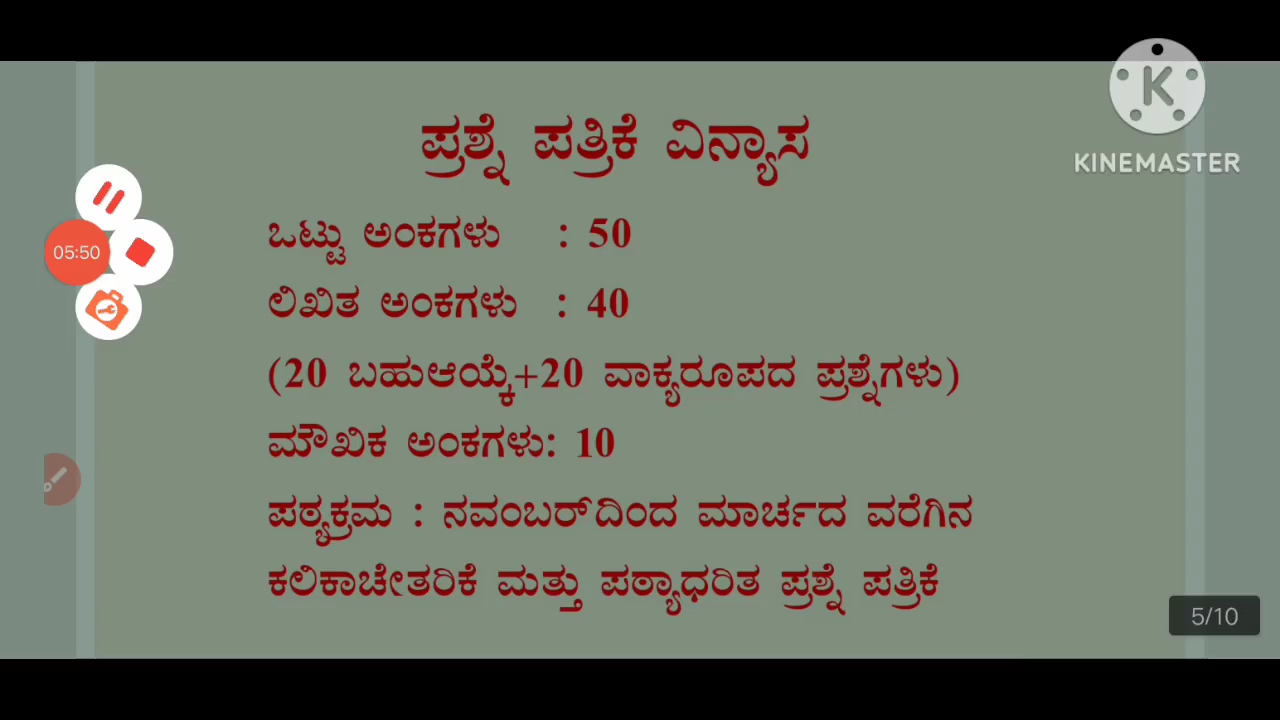 ಪ್ರಶ್ನೆ ಪತ್ರಿಕೆ ವಿನ್ಯಾಸ
KINEMASTER
ಒಟ್ಟು ಅಂಕಗಳು : 50
05:50
ಲಿಖಿತ ಅಂಕಗಳು : 40
(20 ಬಹುಆಯ್ಕೆ+20 ವಾಕ್ಯರೂಪದ ಪ್ರಶ್ನೆಗಳು)
ಮೌಖಿಕ ಅಂಕಗಳು: 10
ಪಠ್ಯಕ್ರಮ : ನವಂಬರ್‌ದಿಂದ ಮಾರ್ಚದ ವರೆಗಿನ
ಕಲಿಕಾಚೇತರಿಕೆ ಮತ್ತು ಪಠ್ಯಾಧರಿತ ಪ್ರಶ್ನೆ ಪತ್ರಿಕೆ
5/10